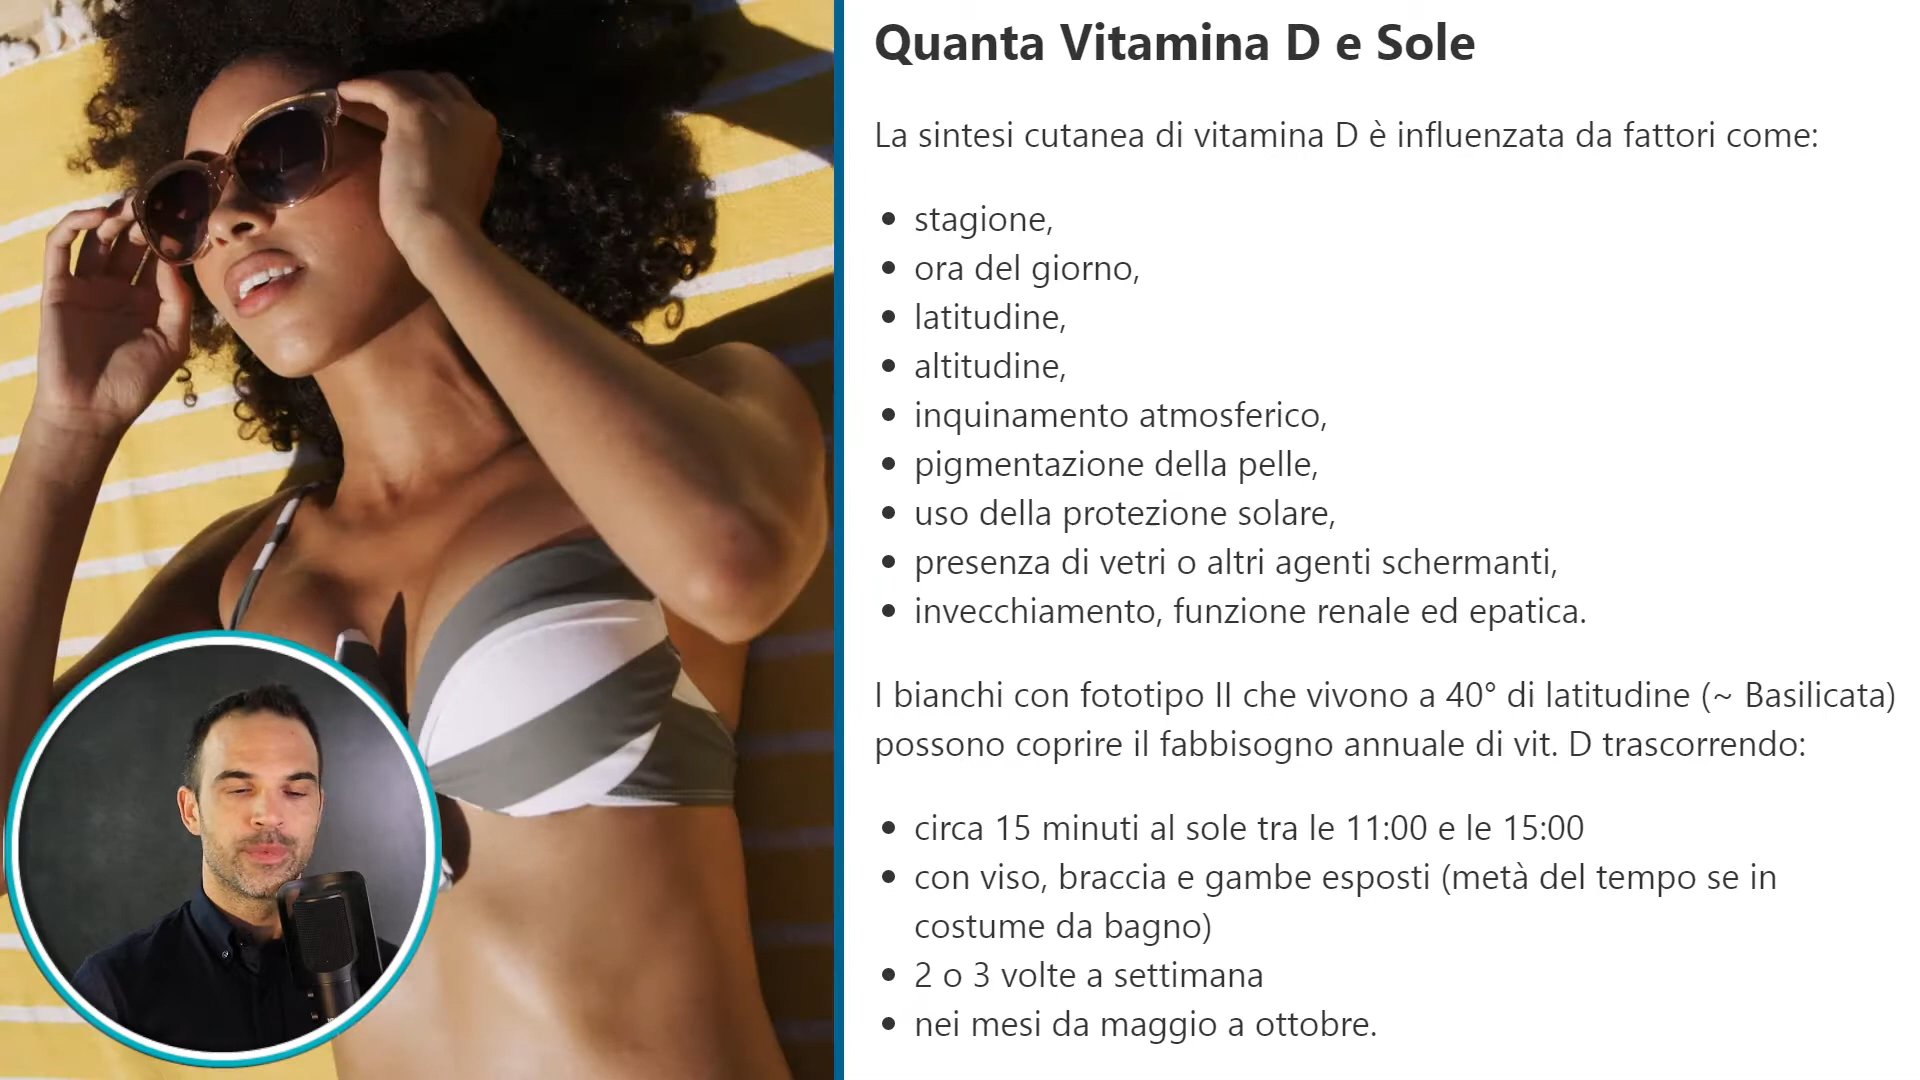 Quanta Vitamina D e Sole
La sintesi cutanea di vitamina D è influenzata da fattori come:
• stagione,
• ora del giorno,
• latitudine,
• altitudine,
• inquinamento atmosferico,
• pigmentazione della pelle,
• uso della protezione solare,
• presenza di vetri o altri agenti schermanti,
• invecchiamento, funzione renale ed epatica.
I bianchi con fototipo II che vivono a 40° di latitudine (~ Basilicata)
possono coprire il fabbisogno annuale di vit. D trascorrendo:
• circa 15 minuti al sole tra le 11:00 e le 15:00
• con viso, braccia e gambe esposti (metà del tempo se in
costume da bagno)
• 2 o 3 volte a settimana
• nei mesi da maggio a ottobre.